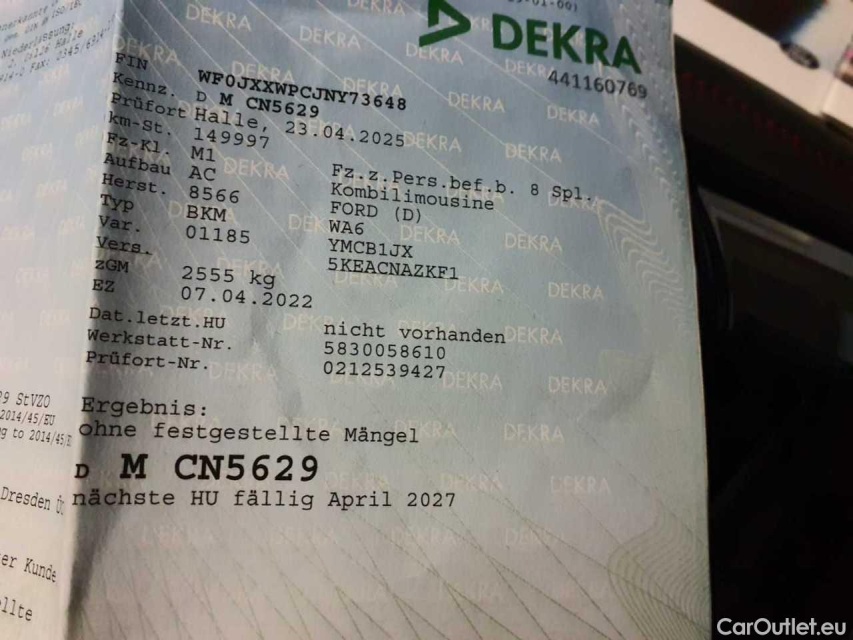 DEKRA
441160769
FIN WF0JXXWPCJNY73648
Kennz. D M CN5629
Prüfort Halle, 23.04.2025
km-St. 149997
Fz-Kl. M1 Fz.z.Pers.bef.b. 8 Spl.
Aufbau AC Kombilimousine
Herst. 8566 FORD (D)
Typ BKM WA6
Var. 01185 YMCB1JX
Vers. 5KEACNAZKF1
zGM 2555 kg
EZ 07.04.2022
Dat.letzt.HU nicht vorhanden
Werkstatt-Nr. 5830058610
Prüfort-Nr. 0212539427
Ergebnis:
ohne festgestellte Mängel
D M CN5629
nächste HU fällig April 2027
StVZO
2014/45/EU
to 2014/45/E
Dresden
Kunde
CarOutlet.eu